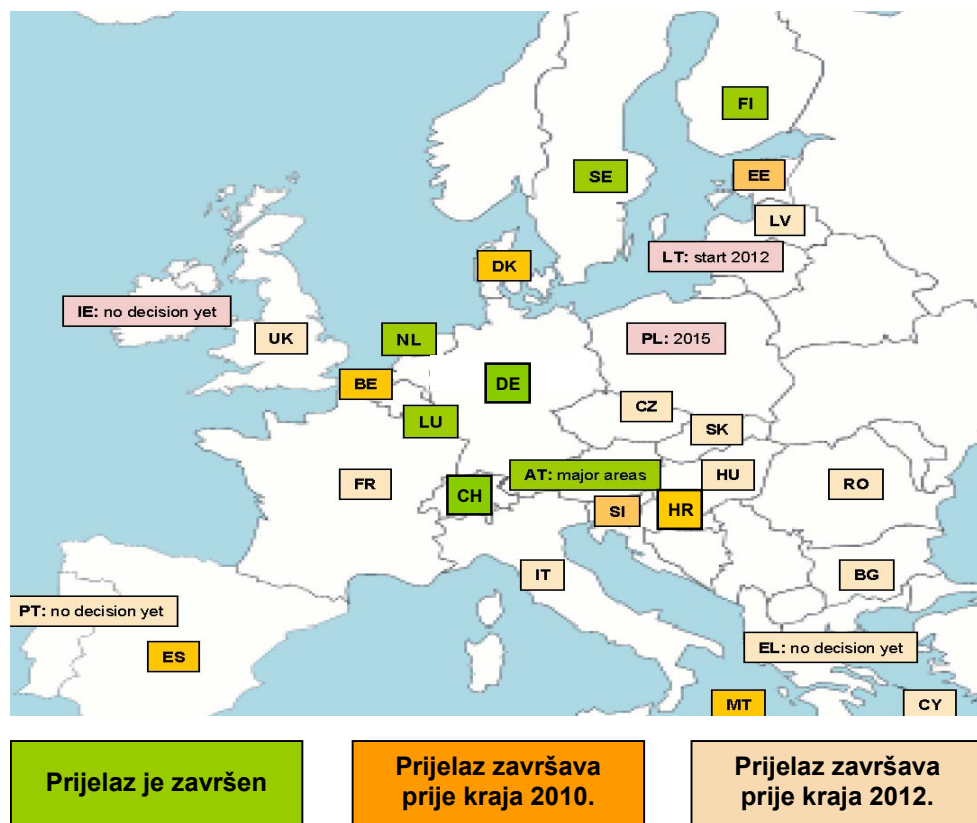 FI
SE
EE
LV
LT: start 2012
DK
IE: no decision yet
UK
NL
PL: 2015
BE
DE
CZ
LU
SK
AT: major areas
HU
FR
CH
RO
SI
HR
IT
BG
PT: no decision yet
EL: no decision yet
ES
MT
CY
Prijelaz je završen
Prijelaz završava
prije kraja 2010.
Prijelaz završava
prije kraja 2012.